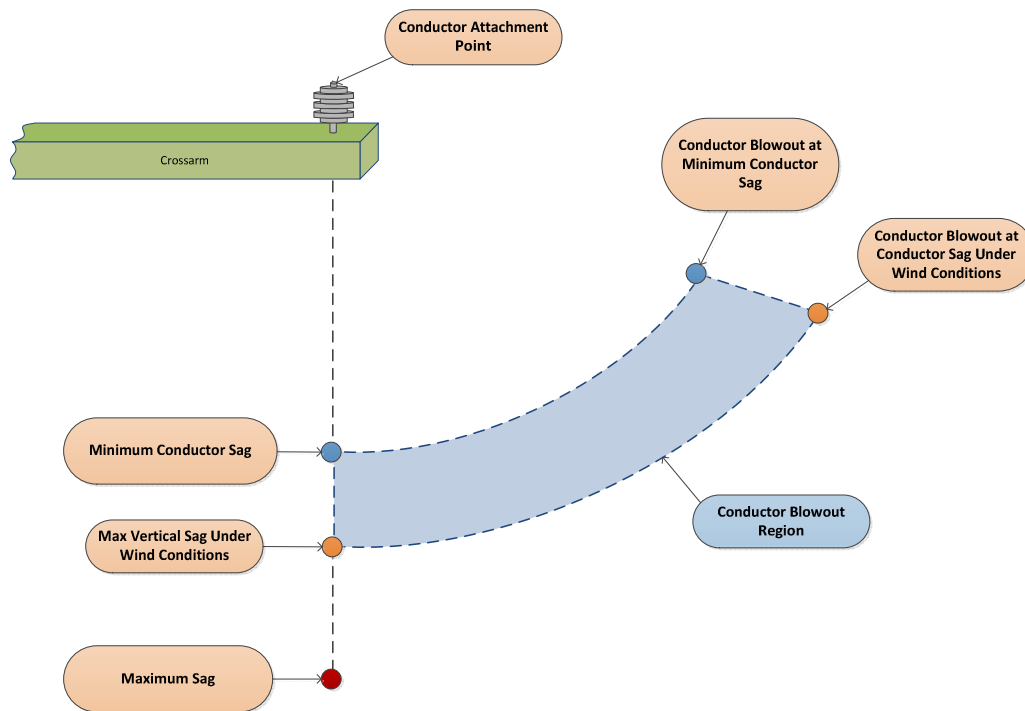 Conductor Attachment
Point
Crossarm
Conductor Blowout at
Minimum Conductor
Sag
Conductor Blowout at
Conductor Sag Under
Wind Conditions
Minimum Conductor Sag
Max Vertical Sag Under
Wind Conditions
Conductor Blowout
Region
Maximum Sag